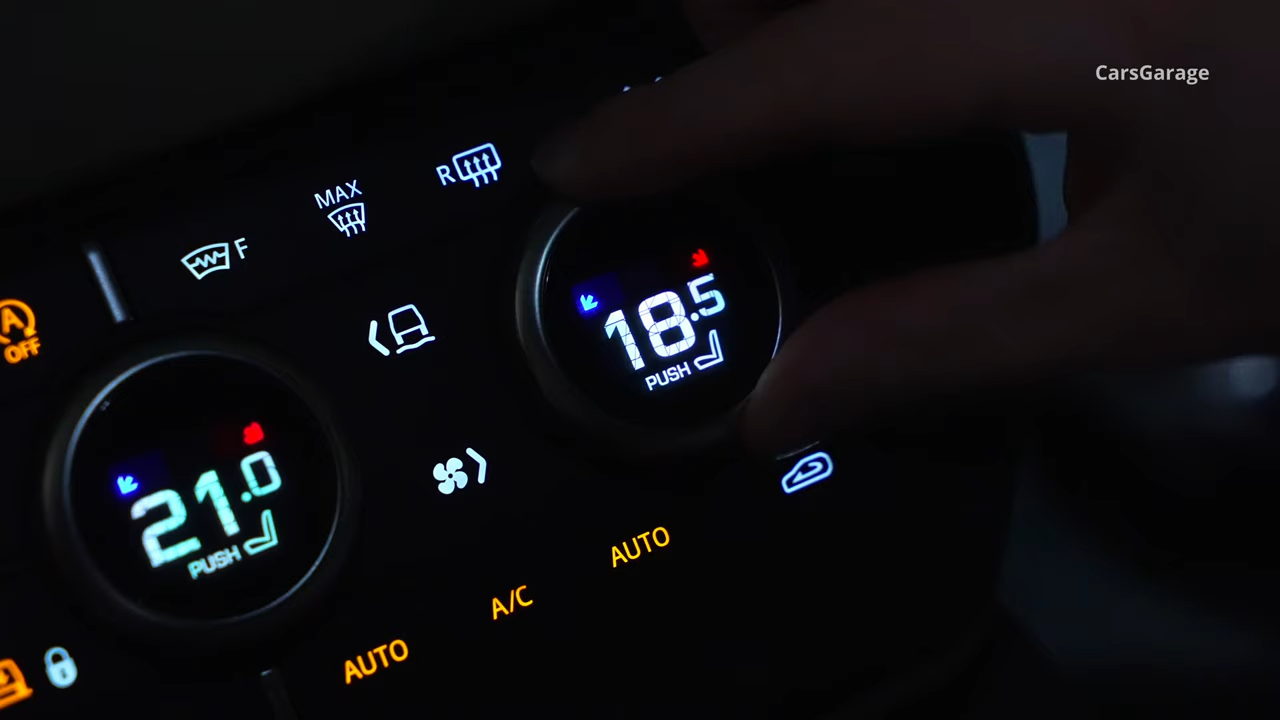 CarsGarage
R
MAX
F
A
OFF
18.5
PUSH
21.0
PUSH
AUTO
A/C
AUTO